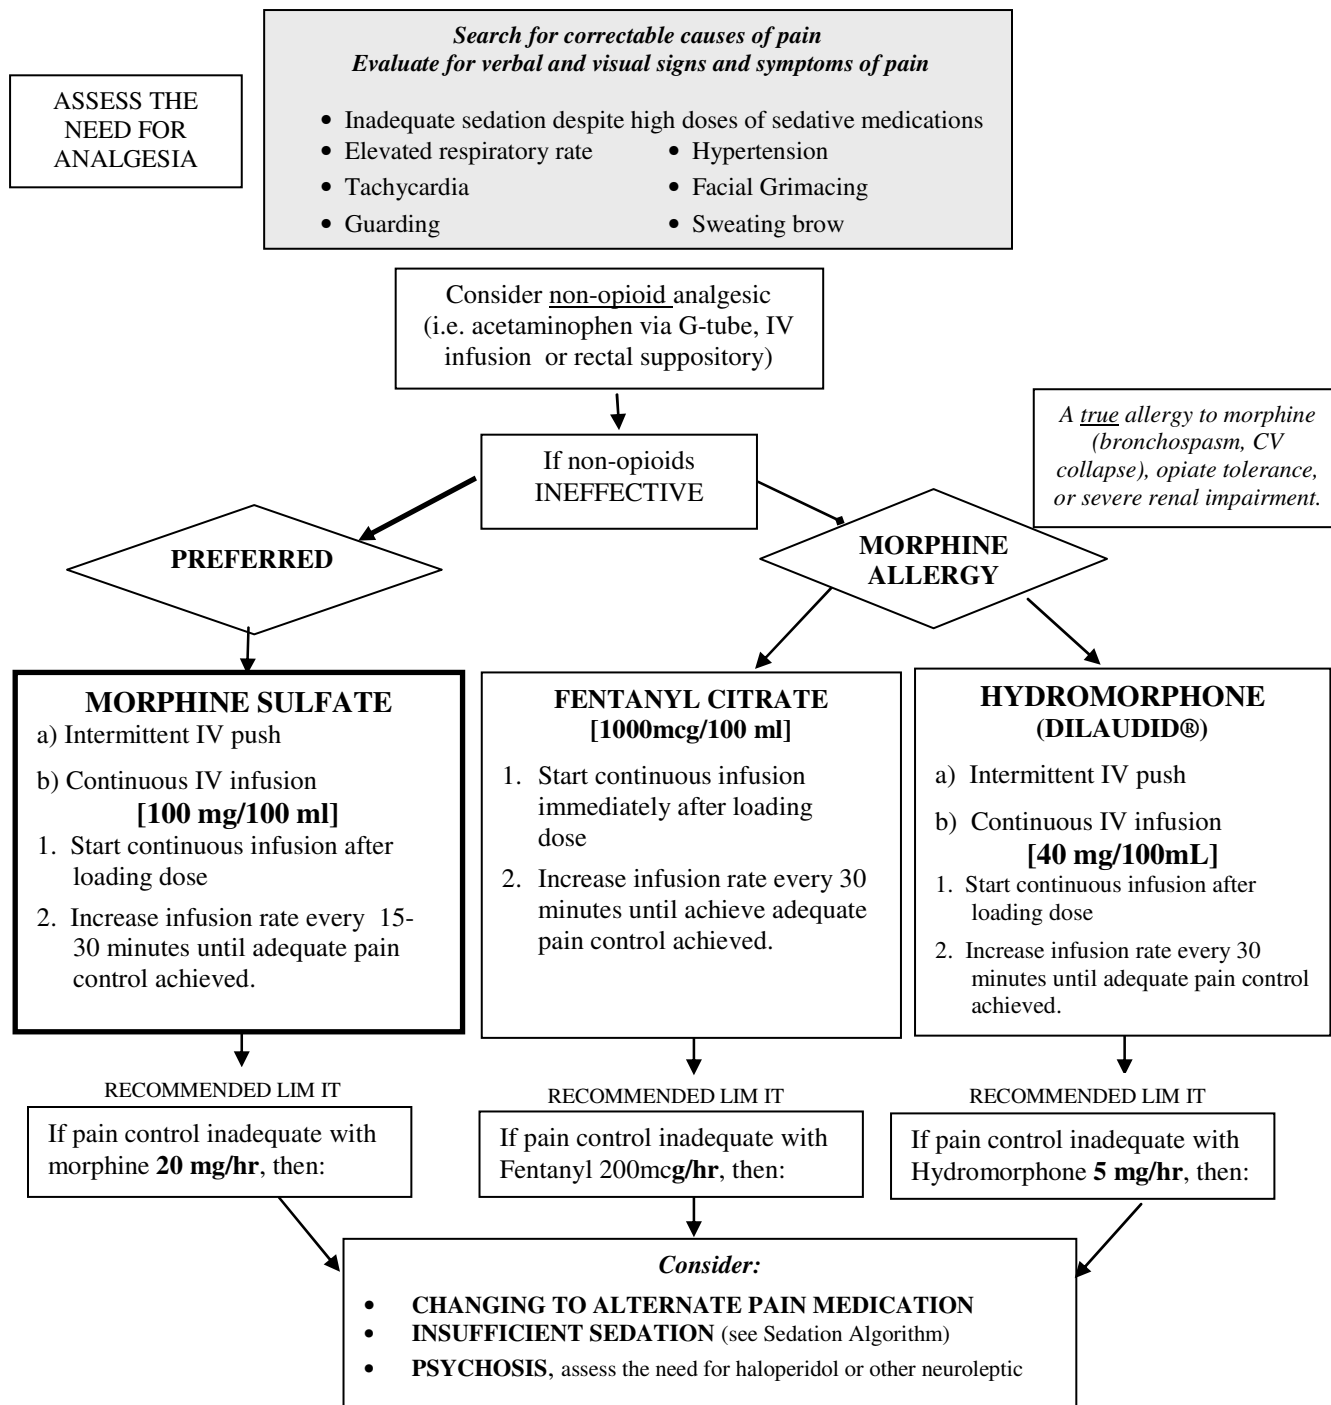 Search for correctable causes of pain
Evaluate for verbal and visual signs and symptoms of pain
ASSESS THE
NEED FOR
ANALGESIA
• Inadequate sedation despite high doses of sedative medications
• Elevated respiratory rate
• Hypertension
• Tachycardia
• Facial Grimacing
• Guarding
• Sweating brow
Consider non-opioid analgesic
(i.e. acetaminophen via G-tube, IV
infusion or rectal suppository)
A true allergy to morphine
(bronchospasm, CV
collapse), opiate tolerance,
or severe renal impairment.
If non-opioids
INEFFECTIVE
PREFERRED
MORPHINE
ALLERGY
MORPHINE SULFATE
a) Intermittent IV push
b) Continuous IV infusion
[100 mg/100 ml]
1. Start continuous infusion after
loading dose
2. Increase infusion rate every 15-
30 minutes until adequate pain
control achieved.
FENTANYL CITRATE
[1000mcg/100 ml]
1. Start continuous infusion
immediately after loading
dose
2. Increase infusion rate every 30
minutes until achieve adequate
pain control achieved.
HYDROMORPHONE
(DILAUDID®)
a) Intermittent IV push
b) Continuous IV infusion
[40 mg/100mL]
1. Start continuous infusion after
loading dose
2. Increase infusion rate every 30
minutes until adequate pain control
achieved.
RECOMMENDED LIM IT
If pain control inadequate with
morphine 20 mg/hr, then:
RECOMMENDED LIM IT
If pain control inadequate with
Fentanyl 200mcg/hr, then:
RECOMMENDED LIM IT
If pain control inadequate with
Hydromorphone 5 mg/hr, then:
Consider:
• CHANGING TO ALTERNATE PAIN MEDICATION
• INSUFFICIENT SEDATION (see Sedation Algorithm)
• PSYCHOSIS, assess the need for haloperidol or other neuroleptic